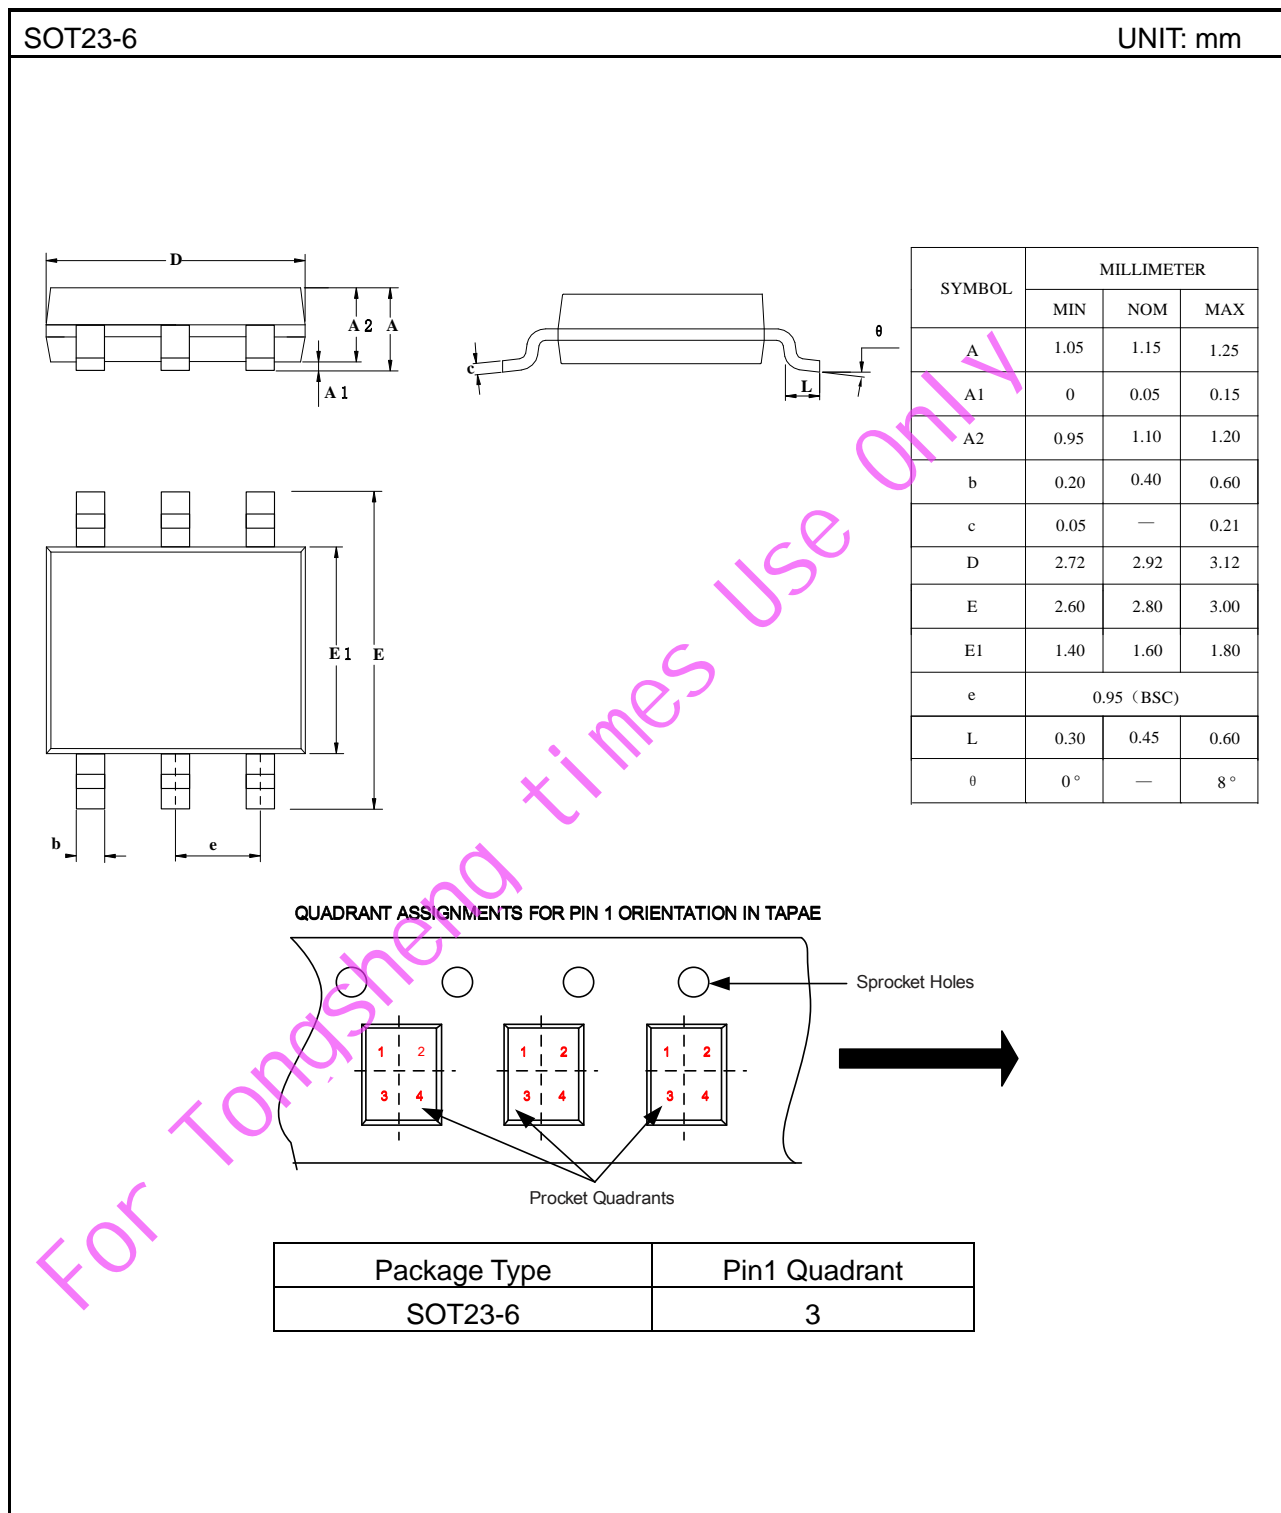 SOT23-6 UNIT: mm
D
A2 A
A1
c
L
θ
E1 E
b
e
SYMBOL MILLIMETER
MIN NOM MAX
A 1.05 1.15 1.25
A1 0 0.05 0.15
A2 0.95 1.10 1.20
b 0.20 0.40 0.60
c 0.05 — 0.21
D 2.72 2.92 3.12
E 2.60 2.80 3.00
E1 1.40 1.60 1.80
e 0.95（BSC)
L 0.30 0.45 0.60
θ 0° — 8°
QUADRANT ASSIGNMENTS FOR PIN 1 ORIENTATION IN TAPAE
Sprocket Holes
1 2 1 2 1 2
3 4 3 4 3 4
Procket Quadrants
Package Type Pin1 Quadrant
SOT23-6 3
For Tongsheng times Use Only